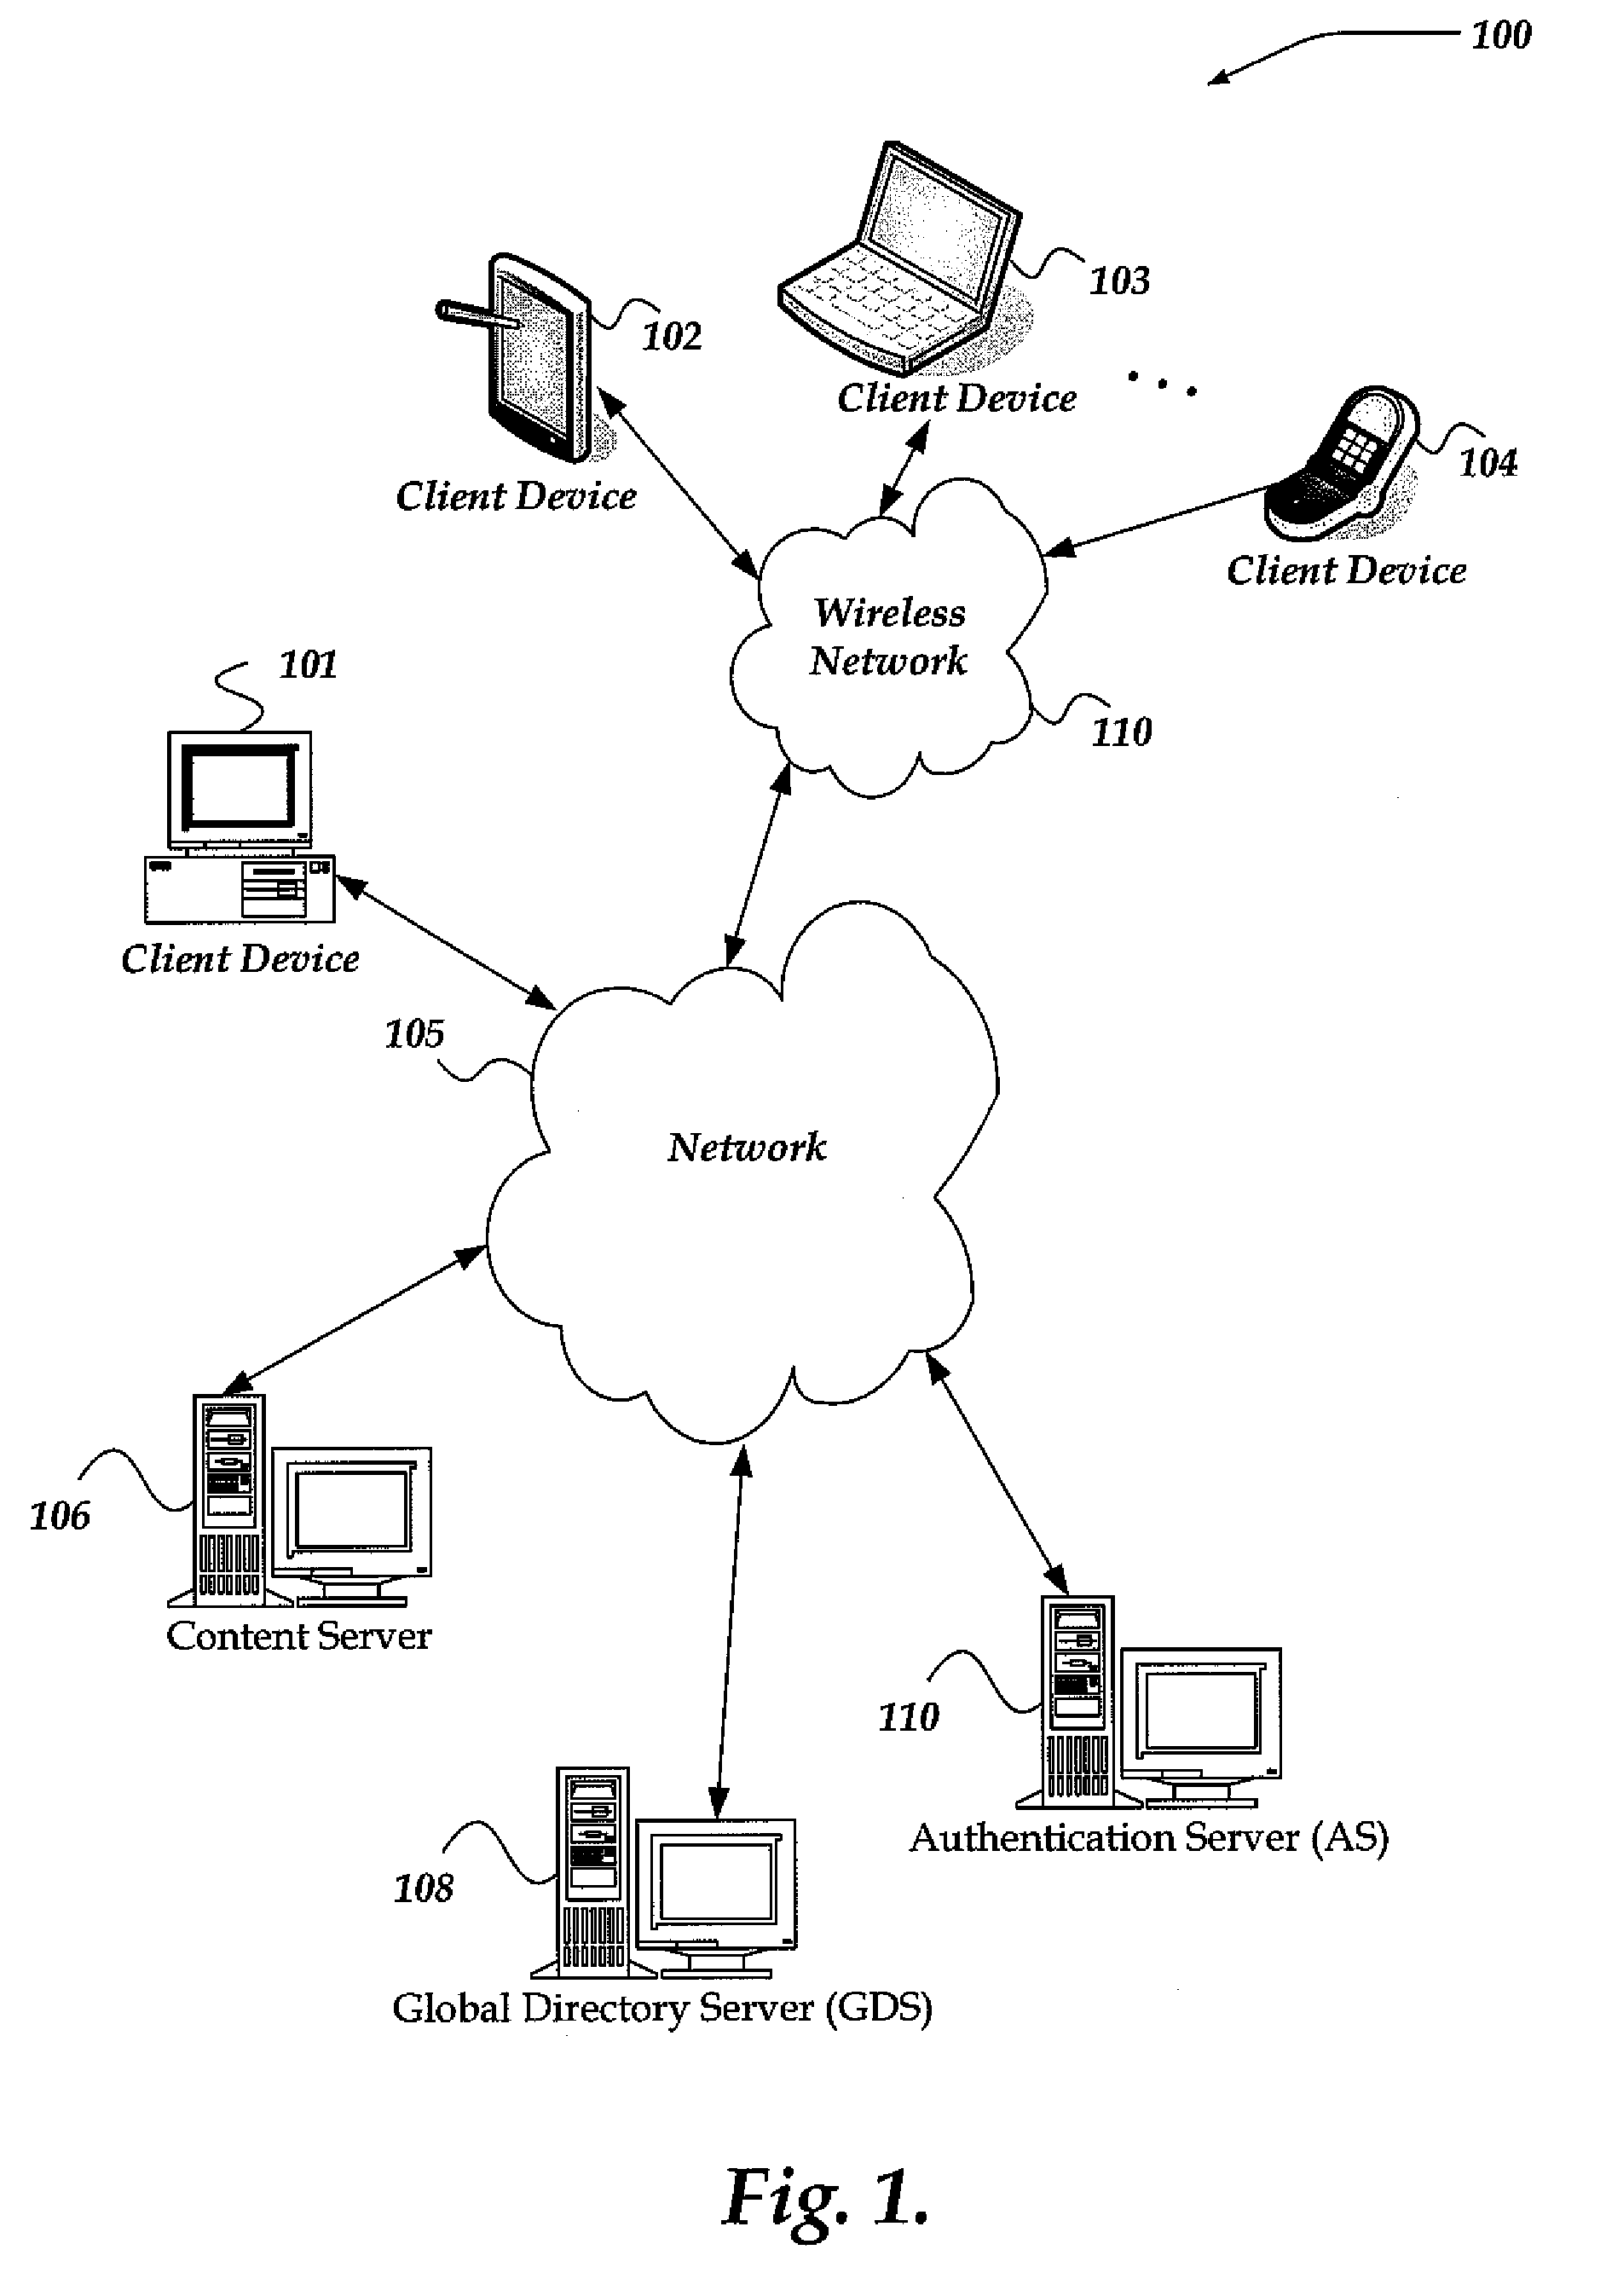 100
103
102
Client Device
. . .
104
Client Device
Client Device
Wireless
Network
101
110
Client Device
105
Network
106
Content Server
110
Authentication Server (AS)
108
Global Directory Server (GDS)
Fig. 1.